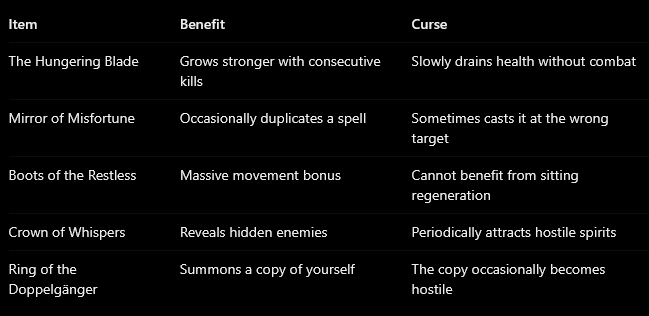 Item Benefit Curse
The Hungering Blade Grows stronger with consecutive Slowly drains health without combat
kills
Mirror of Misfortune Occasionally duplicates a spell Sometimes casts it at the wrong
target
Boots of the Restless Massive movement bonus Cannot benefit from sitting
regeneration
Crown of Whispers Reveals hidden enemies Periodically attracts hostile spirits
Ring of the Summons a copy of yourself The copy occasionally becomes
Doppelgänger hostile